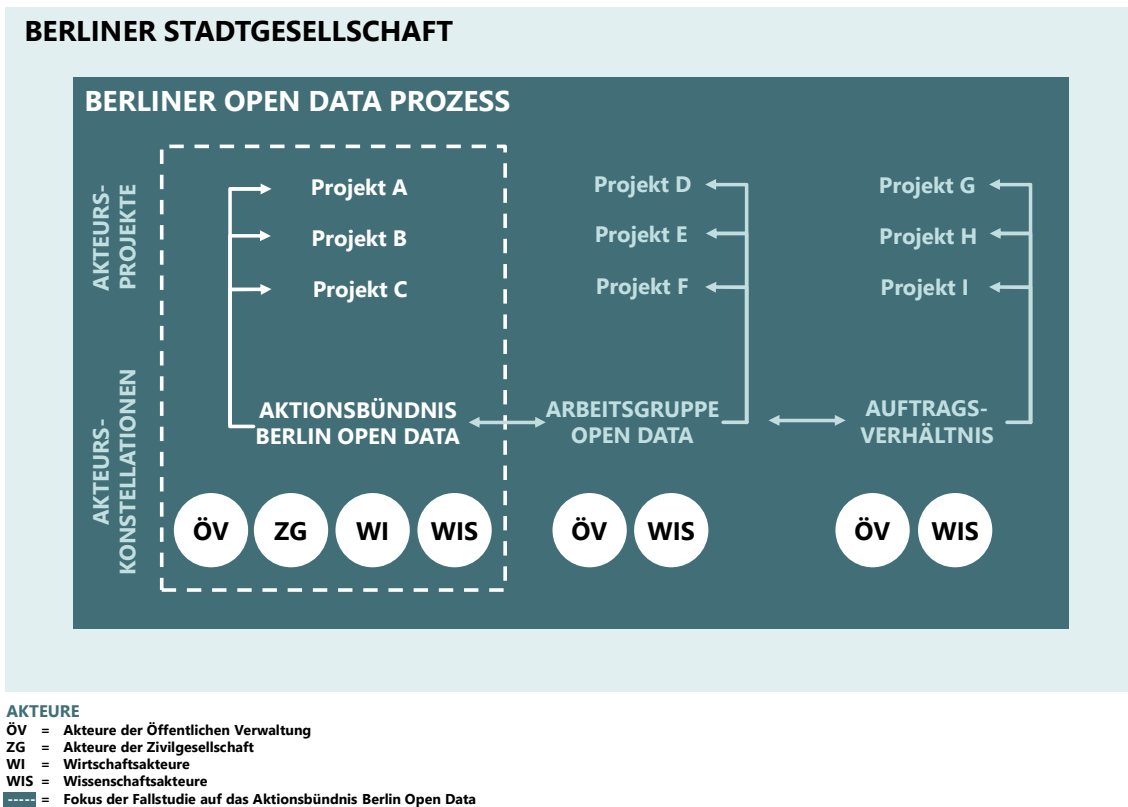 BERLINER STADTGESELLSCHAFT
BERLINER OPEN DATA PROZESS
AKTEURS-
PROJEKTE
Projekt A
Projekt B
Projekt C
Projekt D
Projekt E
Projekt F
Projekt G
Projekt H
Projekt I
AKTEURS-
KONSTELLATIONEN
AKTIONSBÜNDNIS
BERLIN OPEN DATA
ARBEITSGRUPPE
OPEN DATA
AUFTRAGS-
VERHÄLTNIS
ÖV ZG WI WIS
ÖV WIS
ÖV WIS
AKTEURE
ÖV = Akteure der Öffentlichen Verwaltung
ZG = Akteure der Zivilgesellschaft
WI = Wirtschaftsakteure
WIS = Wissenschaftsakteure
----- = Fokus der Fallstudie auf das Aktionsbündnis Berlin Open Data